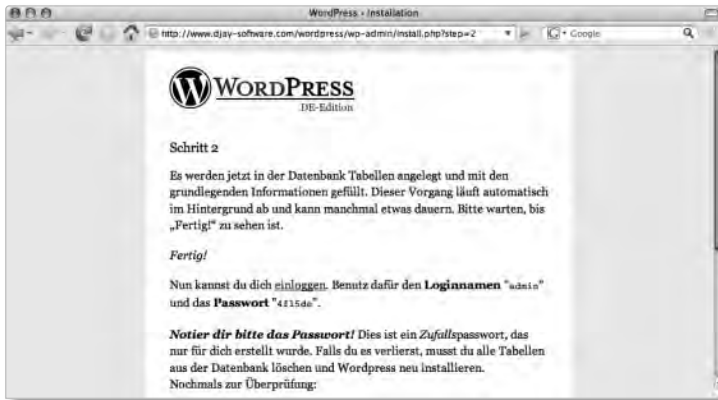 WordPress › Installation
http://www.djay-software.com/wordpress/wp-admin/install.php?step=2
Google
WORDPRESS
DE-Edition
Schritt 2
Es werden jetzt in der Datenbank Tabellen angelegt und mit den
grundlegenden Informationen gefüllt. Dieser Vorgang läuft automatisch
im Hintergrund ab und kann manchmal etwas dauern. Bitte warten, bis
„Fertig!“ zu sehen ist.
Fertig!
Nun kannst du dich einloggen. Benutz dafür den Loginnamen "admin"
und das Passwort "4f15de".
Notier dir bitte das Passwort! Dies ist ein Zufallspasswort, das
nur für dich erstellt wurde. Falls du es verlierst, musst du alle Tabellen
aus der Datenbank löschen und Wordpress neu installieren.
Nochmals zur Überprüfung: